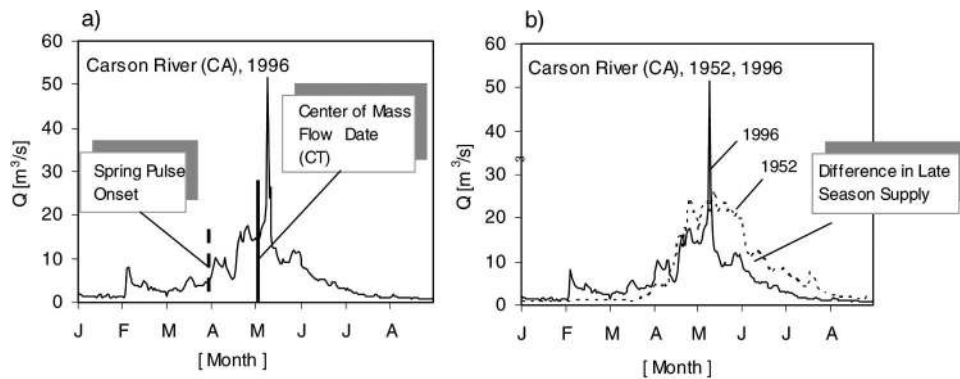 a)
60
50
40
30
20
10
0
Q [m³/s]
Carson River (CA), 1996
Spring Pulse
Onset
Center of Mass
Flow Date
(CT)
J F M A M J J A
[ Month ]
b)
60
50
40
30
20
10
0
Q [m³/s]
3
Carson River (CA), 1952, 1996
1996
1952
Difference in Late
Season Supply
J F M A M J J A
[ Month ]